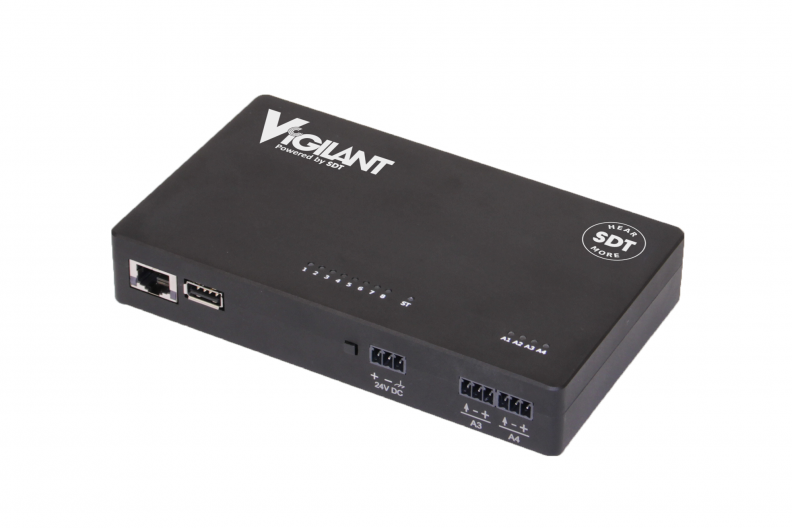 ViGILANT
Powered by SDT
HEAR
SDT
MORE
1 2 3 4 5 6 7 8 ST
A1 A2 A3 A4
+ −
24V DC
- +
A3
- +
A4